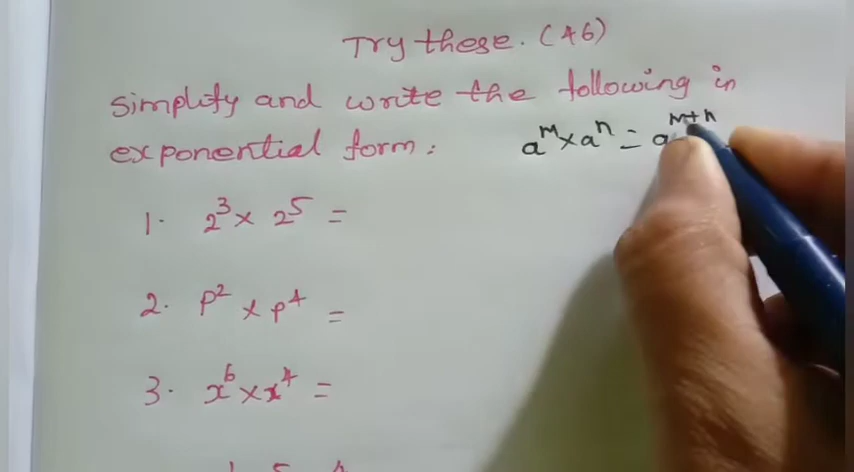 Try these. (46)
Simplify and write the following in
exponential form: a^m × a^n = a^m+n
1. 2^3 × 2^5 =
2. p^2 × p^4 =
3. x^6 × x^4 =